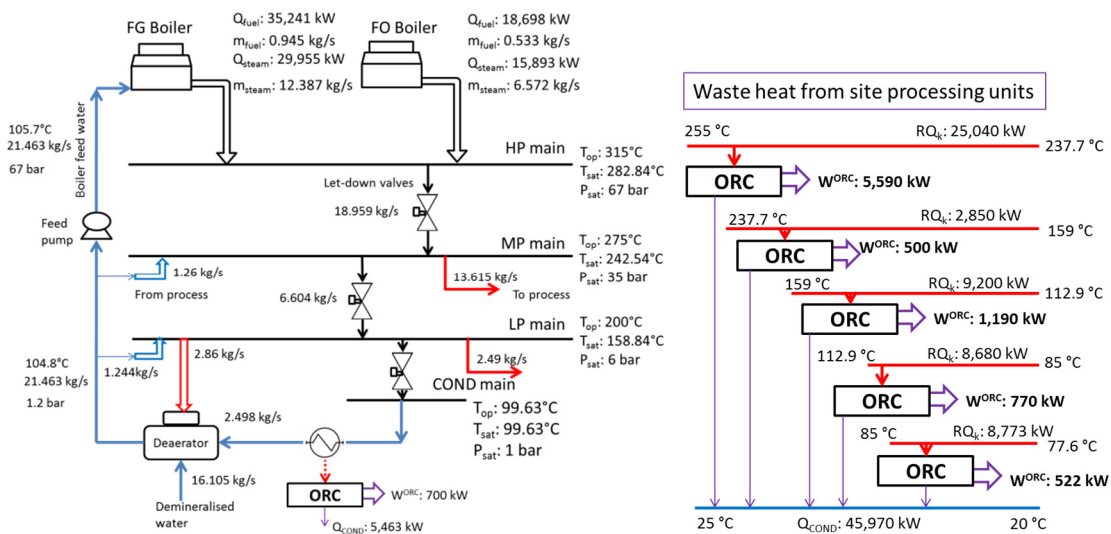 FG Boiler
Qfuel: 35,241 kW
mfuel: 0.945 kg/s
Qsteam: 29,955 kW
msteam: 12.387 kg/s
FO Boiler
Qfuel: 18,698 kW
mfuel: 0.533 kg/s
Qsteam: 15,893 kW
msteam: 6.572 kg/s
105.7°C
21.463 kg/s
67 bar
Boiler feed water
HP main
Top: 315°C
Tsat: 282.84°C
Psat: 67 bar
Let-down valves
18.959 kg/s
Feed
pump
MP main
Top: 275°C
Tsat: 242.54°C
Psat: 35 bar
1.26 kg/s
From process
6.604 kg/s
13.615 kg/s
To process
LP main
Top: 200°C
Tsat: 158.84°C
Psat: 6 bar
104.8°C
21.463 kg/s
1.2 bar
1.244kg/s
2.86 kg/s
2.49 kg/s
COND main
Top: 99.63°C
Tsat: 99.63°C
Psat: 1 bar
2.498 kg/s
Deaerator
16.105 kg/s
Demineralised
water
ORC
WORC: 700 kW
QCOND: 5,463 kW
Waste heat from site processing units
255 °C
RQk: 25,040 kW
237.7 °C
ORC
WORC: 5,590 kW
237.7 °C
RQk: 2,850 kW
159 °C
ORC
WORC: 500 kW
159 °C
RQk: 9,200 kW
112.9 °C
ORC
WORC: 1,190 kW
112.9 °C
RQk: 8,680 kW
85 °C
ORC
WORC: 770 kW
85 °C
RQk: 8,773 kW
77.6 °C
ORC
WORC: 522 kW
25 °C
QCOND: 45,970 kW
20 °C